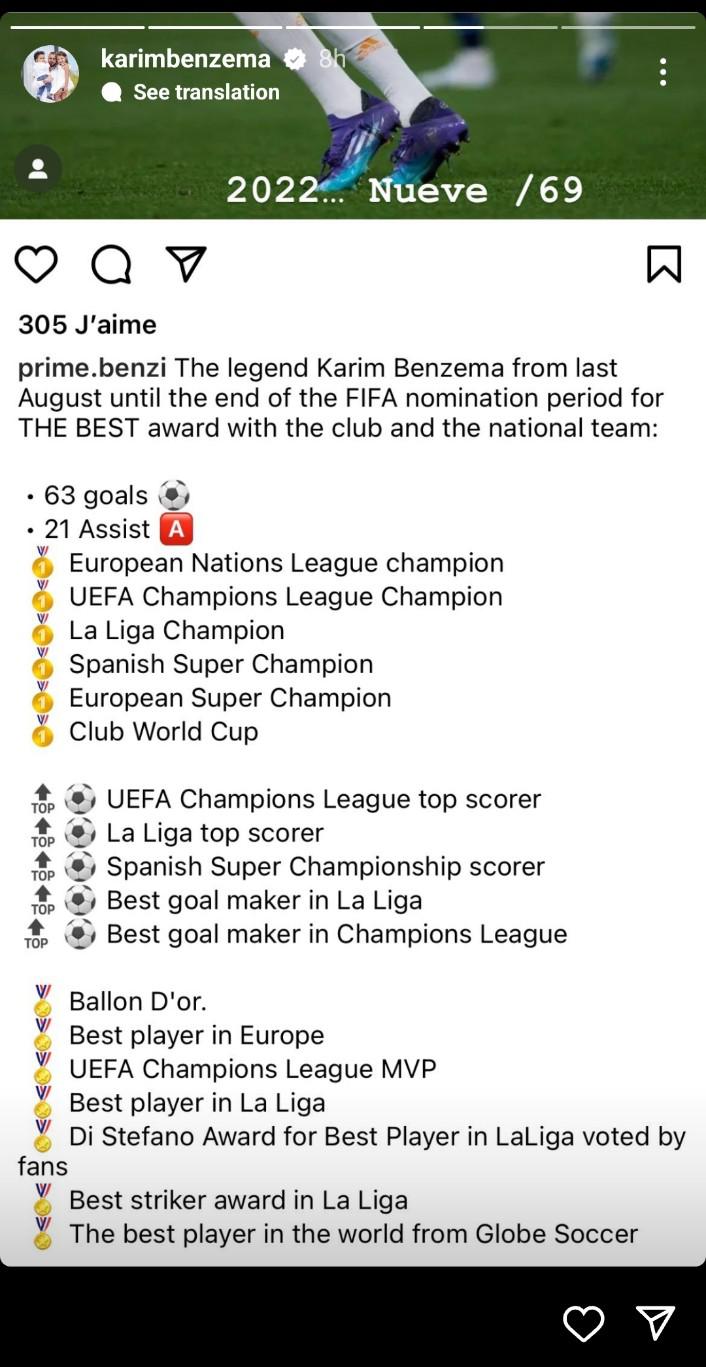 karimbenzema 8h
See translation
2022... Nueve /69
305 J'aime
prime.benzi The legend Karim Benzema from last
August until the end of the FIFA nomination period for
THE BEST award with the club and the national team:
• 63 goals ⚽
• 21 Assist 🅰
🥇 European Nations League champion
🥇 UEFA Champions League Champion
🥇 La Liga Champion
🥇 Spanish Super Champion
🥇 European Super Champion
🥇 Club World Cup
🔝 ⚽ UEFA Champions League top scorer
🔝 ⚽ La Liga top scorer
🔝 ⚽ Spanish Super Championship scorer
🔝 ⚽ Best goal maker in La Liga
🔝 ⚽ Best goal maker in Champions League
🏅 Ballon D'or.
🏅 Best player in Europe
🏅 UEFA Champions League MVP
🏅 Best player in La Liga
🏅 Di Stefano Award for Best Player in LaLiga voted by
fans
🏅 Best striker award in La Liga
🏅 The best player in the world from Globe Soccer